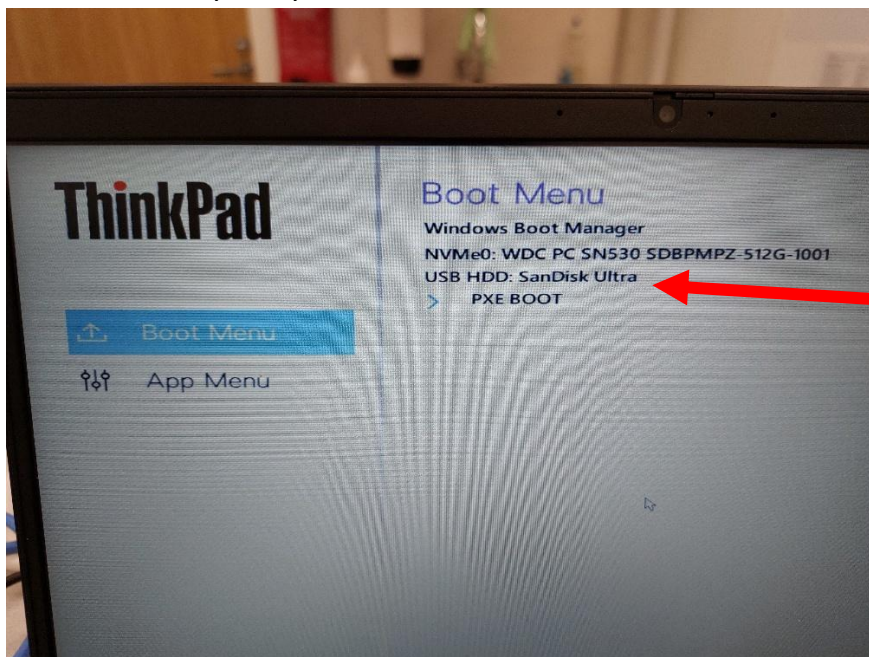 ThinkPad
Boot Menu
App Menu
Boot Menu
Windows Boot Manager
NVMe0: WDC PC SN530 SDBPMPZ-512G-1001
USB HDD: SanDisk Ultra
> PXE BOOT